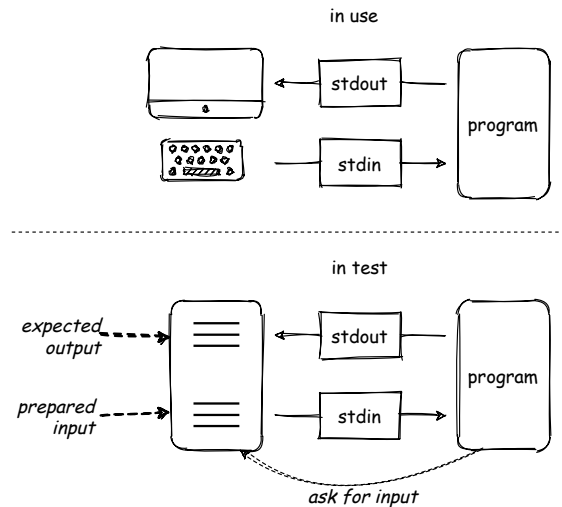 in use
stdout
program
stdin
in test
expected
output
stdout
program
prepared
input
stdin
ask for input